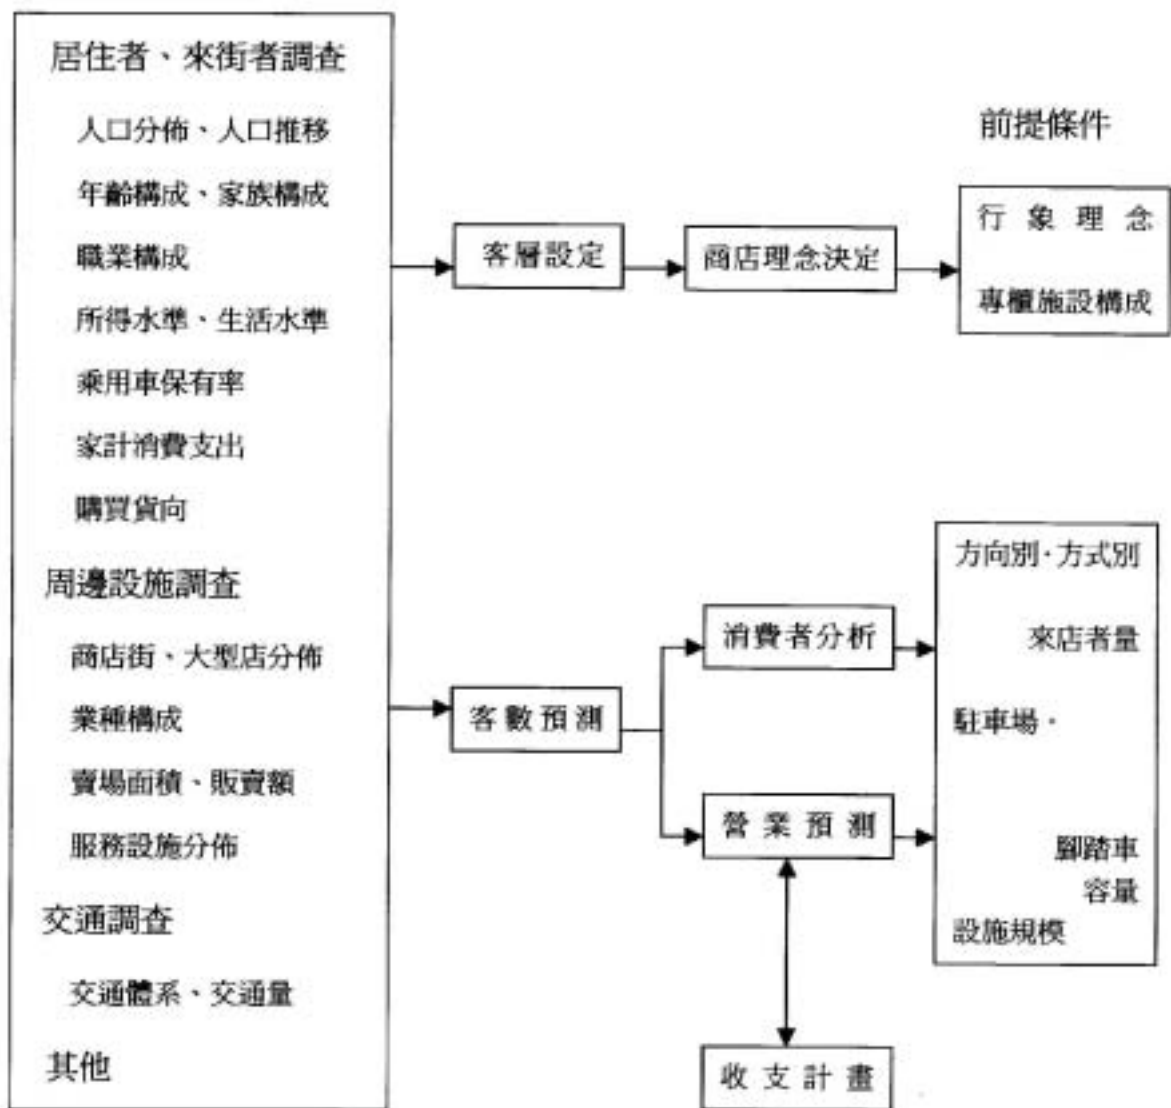 居住者、來街者調查
人口分佈、人口推移
年齡構成、家族構成
職業構成
所得水準、生活水準
乘用車保有率
家計消費支出
購買貨向
周邊設施調查
商店街、大型店分佈
業種構成
賣場面積、販賣額
服務設施分佈
交通調查
交通體系、交通量
其他
客層設定
商店理念決定
前提條件
行象理念
專櫃施設構成
客數預測
消費者分析
營業預測
收支計畫
方向別·方式別
來店者量
駐車場·
腳踏車
容量
設施規模